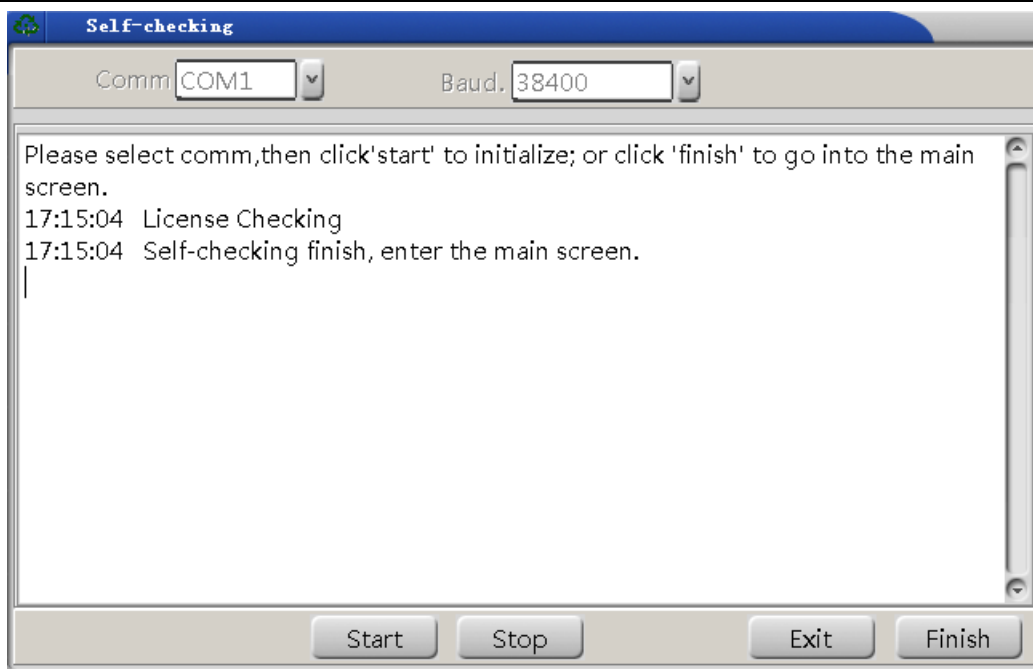 Self-checking
Comm COM1 Baud. 38400
Please select comm,then click'start' to initialize; or click 'finish' to go into the main
screen.
17:15:04 License Checking
17:15:04 Self-checking finish, enter the main screen.
Start Stop Exit Finish